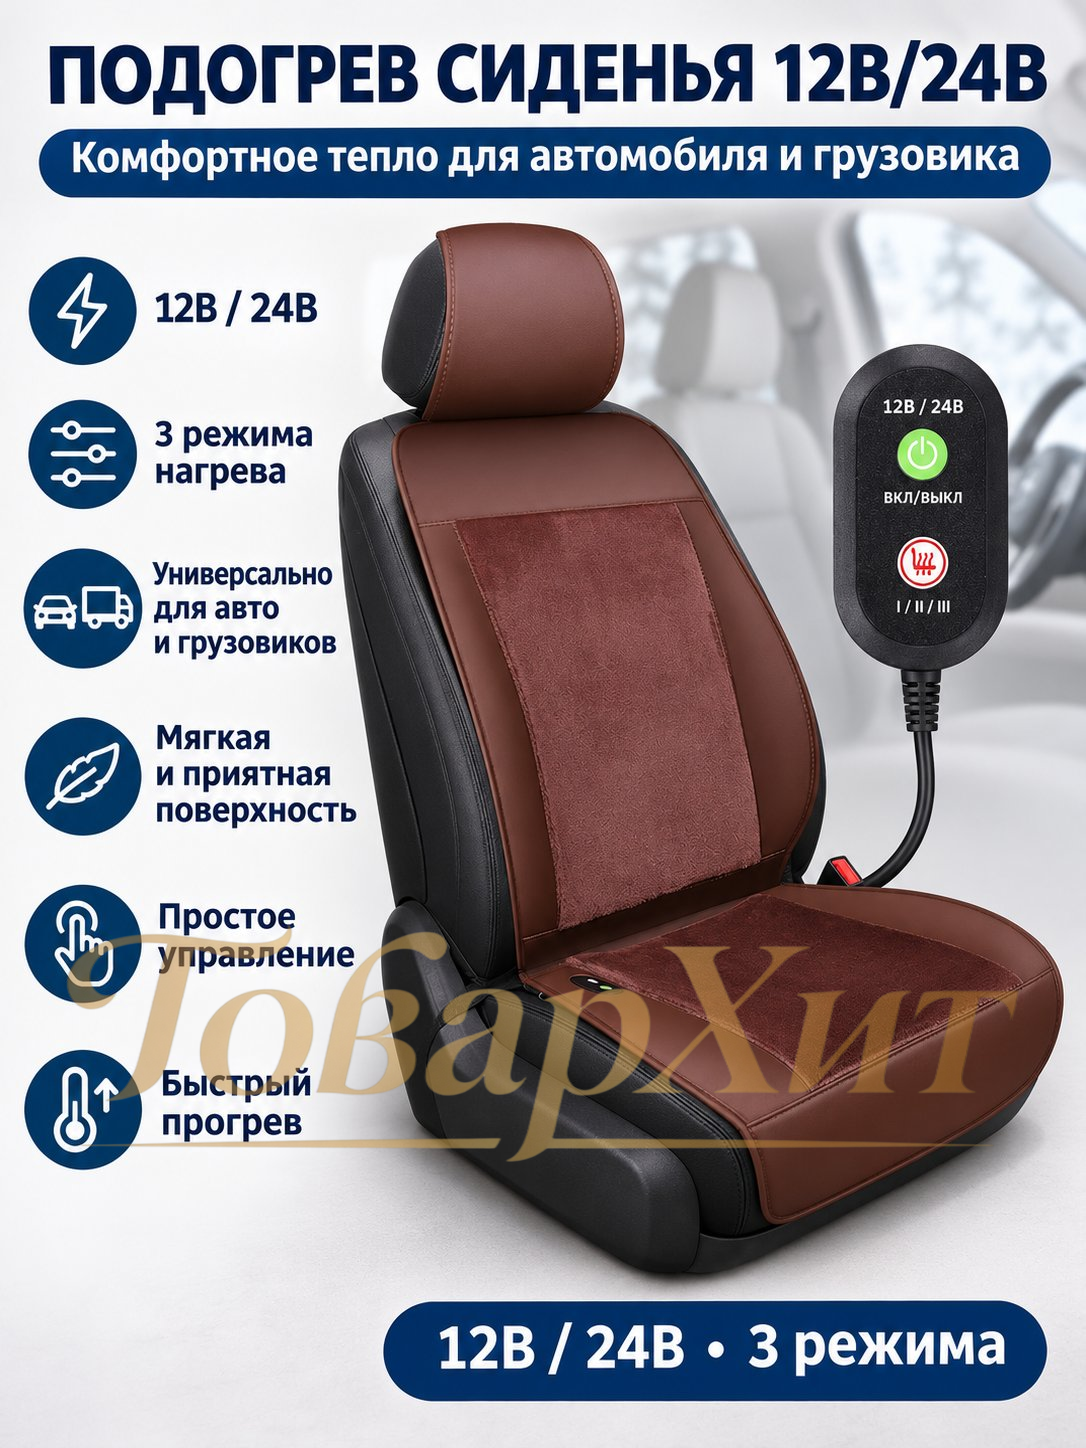 ПОДОГРЕВ СИДЕНЬЯ 12В/24В
Комфортное тепло для автомобиля и грузовика
12В / 24В
3 режима
нагрева
Универсально
для авто
и грузовиков
Мягкая
и приятная
поверхность
Простое
управление
Быстрый
прогрев
12В / 24В
ВКЛ/ВЫКЛ
I / II / III
ТоварХит
12В / 24В • 3 режима